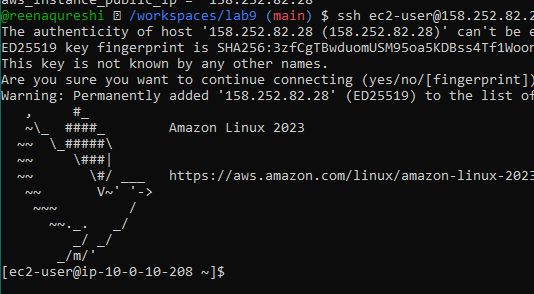 aws_instance_public_ip = "158.252.82.28"
@reenaqureshi /workspaces/lab9 (main) $ ssh ec2-user@158.252.82.2
The authenticity of host '158.252.82.28 (158.252.82.28)' can't be e
ED25519 key fingerprint is SHA256:3zfCgTBwduomUSM95oa5KDBss4Tf1Woor
This key is not known by any other names.
Are you sure you want to continue connecting (yes/no/[fingerprint])
Warning: Permanently added '158.252.82.28' (ED25519) to the list of
   ,     #_
   ~\_  ####_        Amazon Linux 2023
  ~~  \_#####\
  ~~     \###|
  ~~       \#/ ___   https://aws.amazon.com/linux/amazon-linux-2023
   ~~       V~' '->
    ~~~         /
      ~~._.   _/
         _/ _/
       _/m/'
[ec2-user@ip-10-0-10-208 ~]$